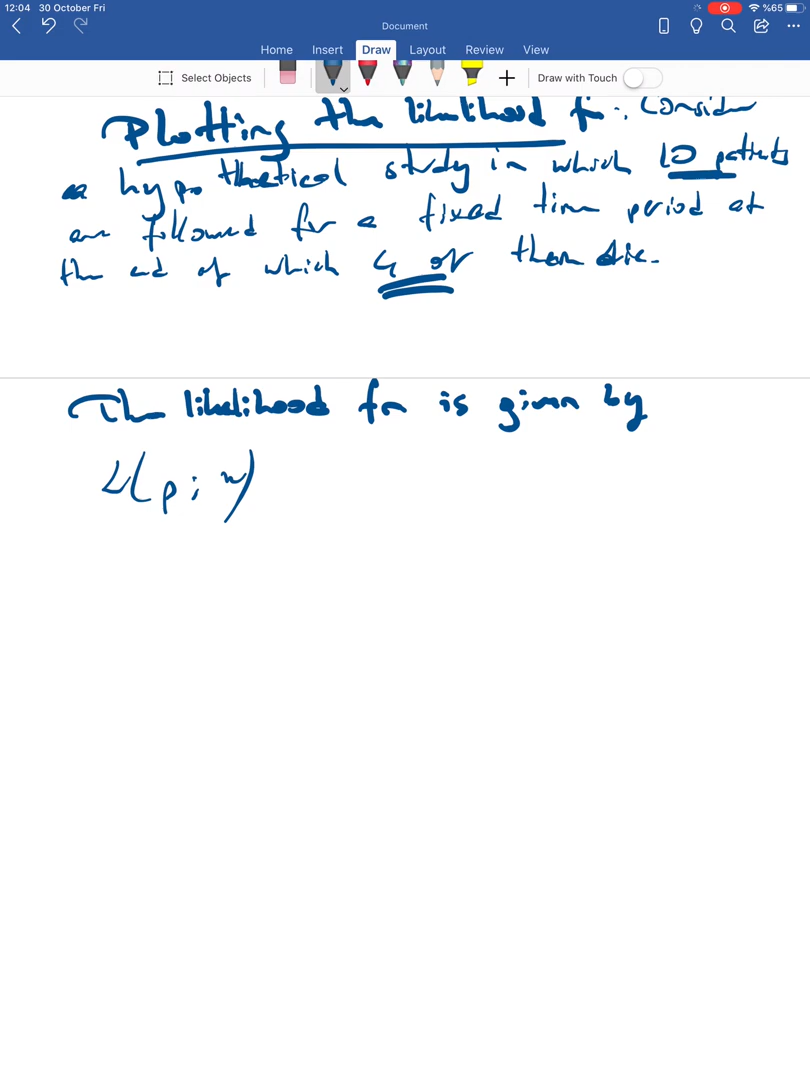 12:04 30 October Fri %65
Document
Home Insert Draw Layout Review View
Select Objects Draw with Touch
Plotting the likelihood fn. Consider
a hypothetical study in which 10 patients
are followed for a fixed time period at
the end of which 4 of them die.
The likelihood fn is given by
L(p; x)